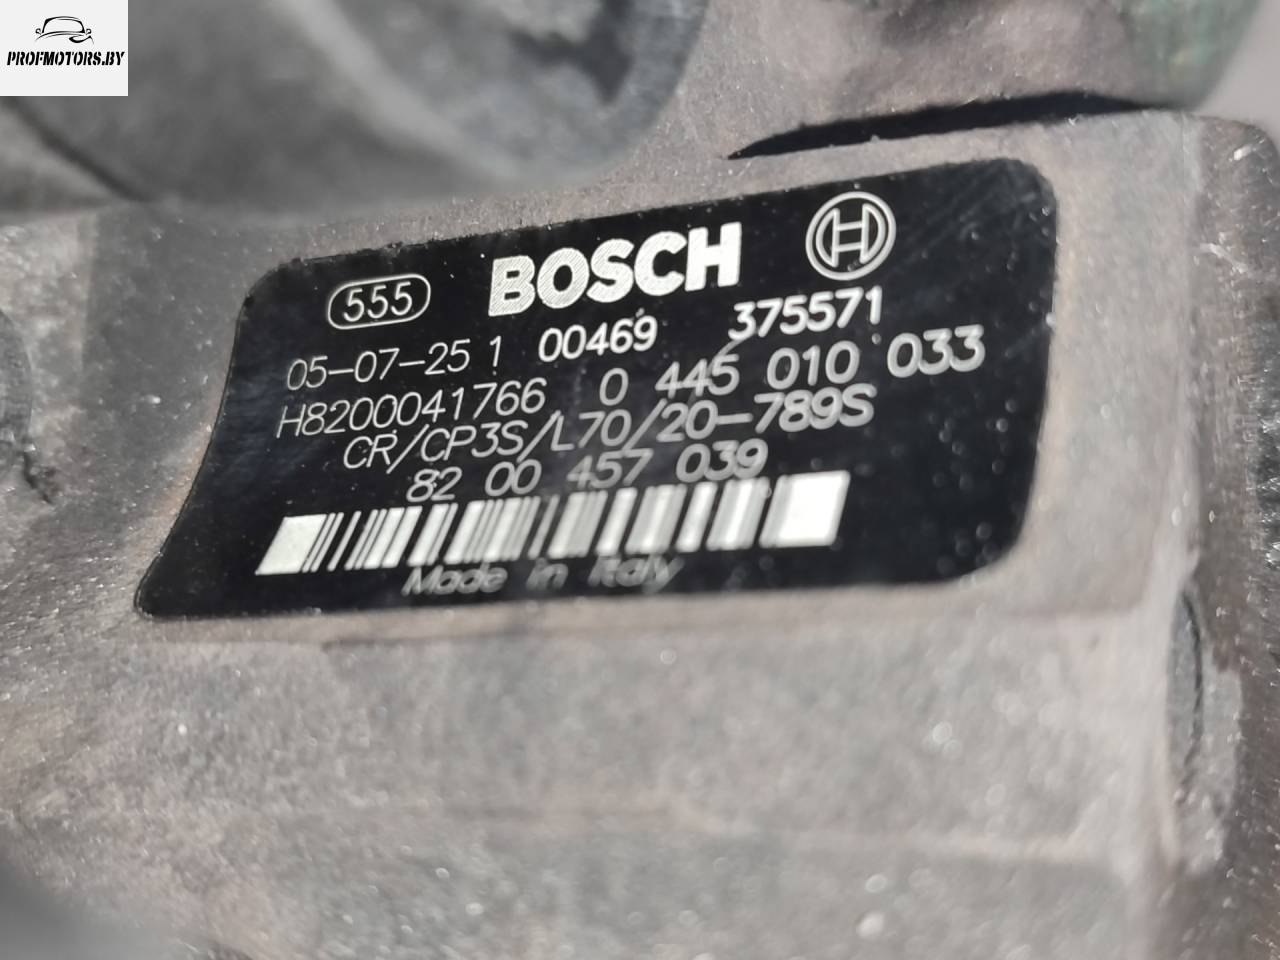 PROFMOTORS.BY
555 BOSCH H
05-07-25 1 00469 375571
H8200041766 0 445 010 033
CR/CP3S/L70/20-789S
82 00 457 039
Made in Italy